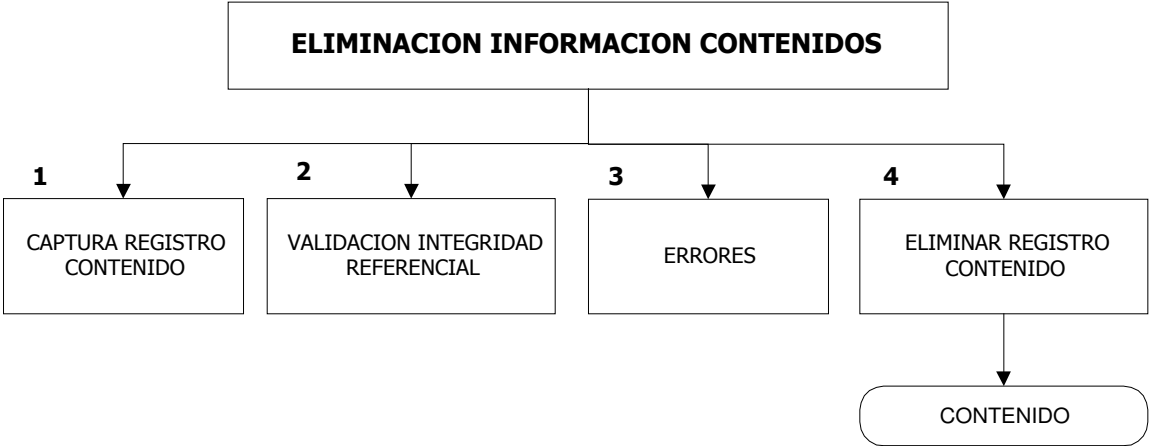 ELIMINACION INFORMACION CONTENIDOS
1
2
3
4
CAPTURA REGISTRO
CONTENIDO
VALIDACION INTEGRIDAD
REFERENCIAL
ERRORES
ELIMINAR REGISTRO
CONTENIDO
CONTENIDO